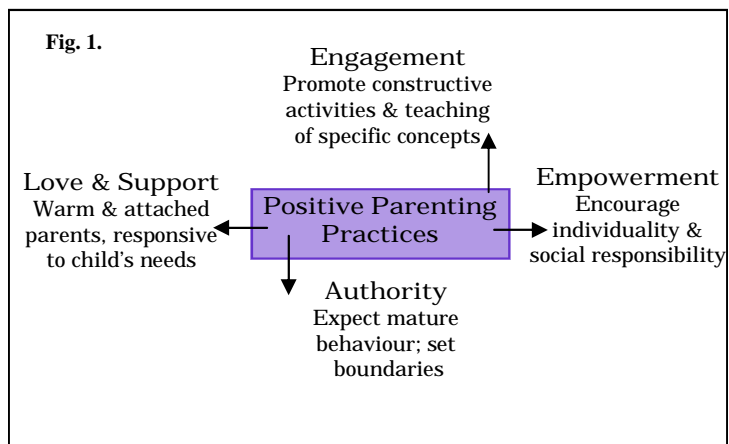 Fig. 1.
Engagement
Promote constructive
activities & teaching
of specific concepts
Love & Support
Warm & attached
parents, responsive
to child's needs
Positive Parenting
Practices
Empowerment
Encourage
individuality &
social responsibility
Authority
Expect mature
behaviour; set
boundaries